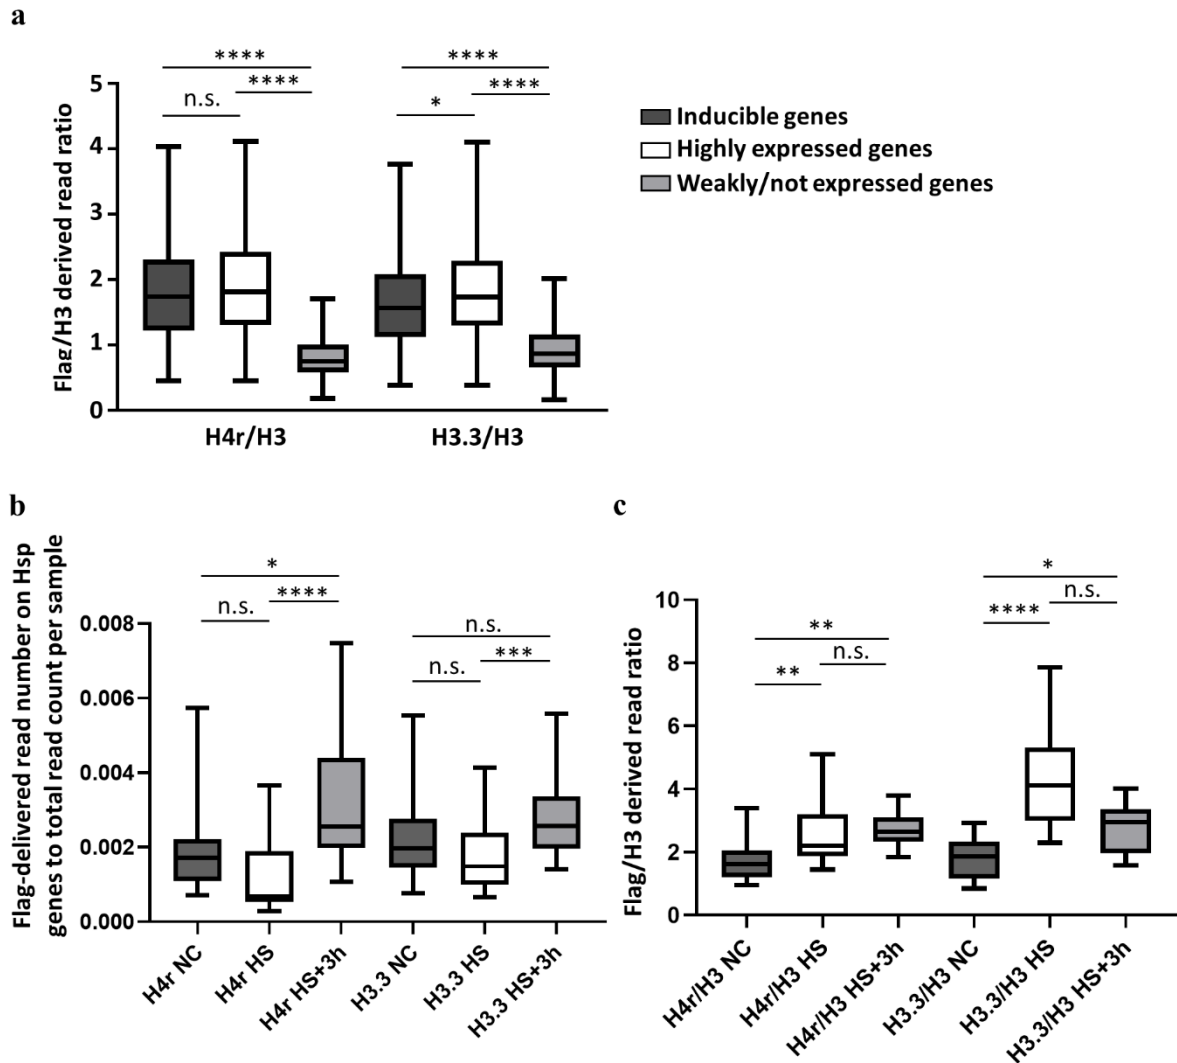 a
****
****
n.s.
****
****
*
Flag/H3 derived read ratio
5
4
3
2
1
0
H4r/H3
H3.3/H3
Inducible genes
Highly expressed genes
Weakly/not expressed genes
b
Flag-delivered read number on Hsp
genes to total read count per sample
*
n.s.
****
n.s.
n.s.
***
0.008
0.006
0.004
0.002
0.000
H4r NC
H4r HS
H4r HS+3h
H3.3 NC
H3.3 HS
H3.3 HS+3h
c
Flag/H3 derived read ratio
**
n.s.
**
*
n.s.
****
10
8
6
4
2
0
H4r/H3 NC
H4r/H3 HS
H4r/H3 HS+3h
H3.3/H3 NC
H3.3/H3 HS
H3.3/H3 HS+3h